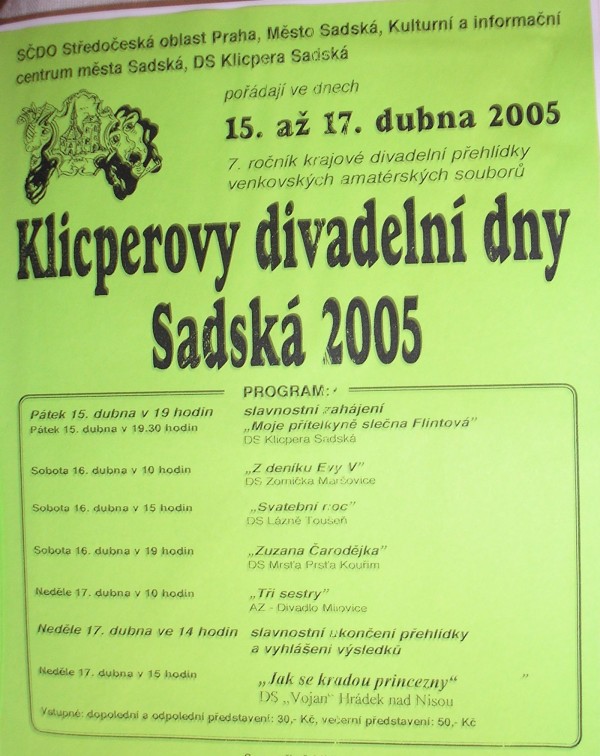 SČDO Středočeská oblast Praha, Město Sadská, Kulturní a informační
centrum města Sadská, DS Klicpera Sadská
pořádají ve dnech
15. až 17. dubna 2005
7. ročník krajové divadelní přehlídky
venkovských amatérských souborů
Klicperovy divadelní dny
Sadská 2005
PROGRAM:
Pátek 15. dubna v 19 hodin slavnostní zahájení
Pátek 15. dubna v 19.30 hodin „Moje přítelkyně slečna Flintová"
DS Klicpera Sadská
Sobota 16. dubna v 10 hodin „Z deníku Evy V"
DS Zornička Maršovice
Sobota 16. dubna v 15 hodin „Svatební noc"
DS Lázně Toušeň
Sobota 16. dubna v 19 hodin „Zuzana Čarodějka"
DS Mrsťa Prsťa Kouřim
Neděle 17. dubna v 10 hodin „Tři sestry"
AZ - Divadlo Milovice
Neděle 17. dubna ve 14 hodin slavnostní ukončení přehlídky
a vyhlášení výsledků
Neděle 17. dubna v 15 hodin „Jak se kradou princezny" "
DS „Vojan" Hrádek nad Nisou
Vstupné: dopolední a odpolední představení: 30,- Kč, večerní představení: 50,- Kč